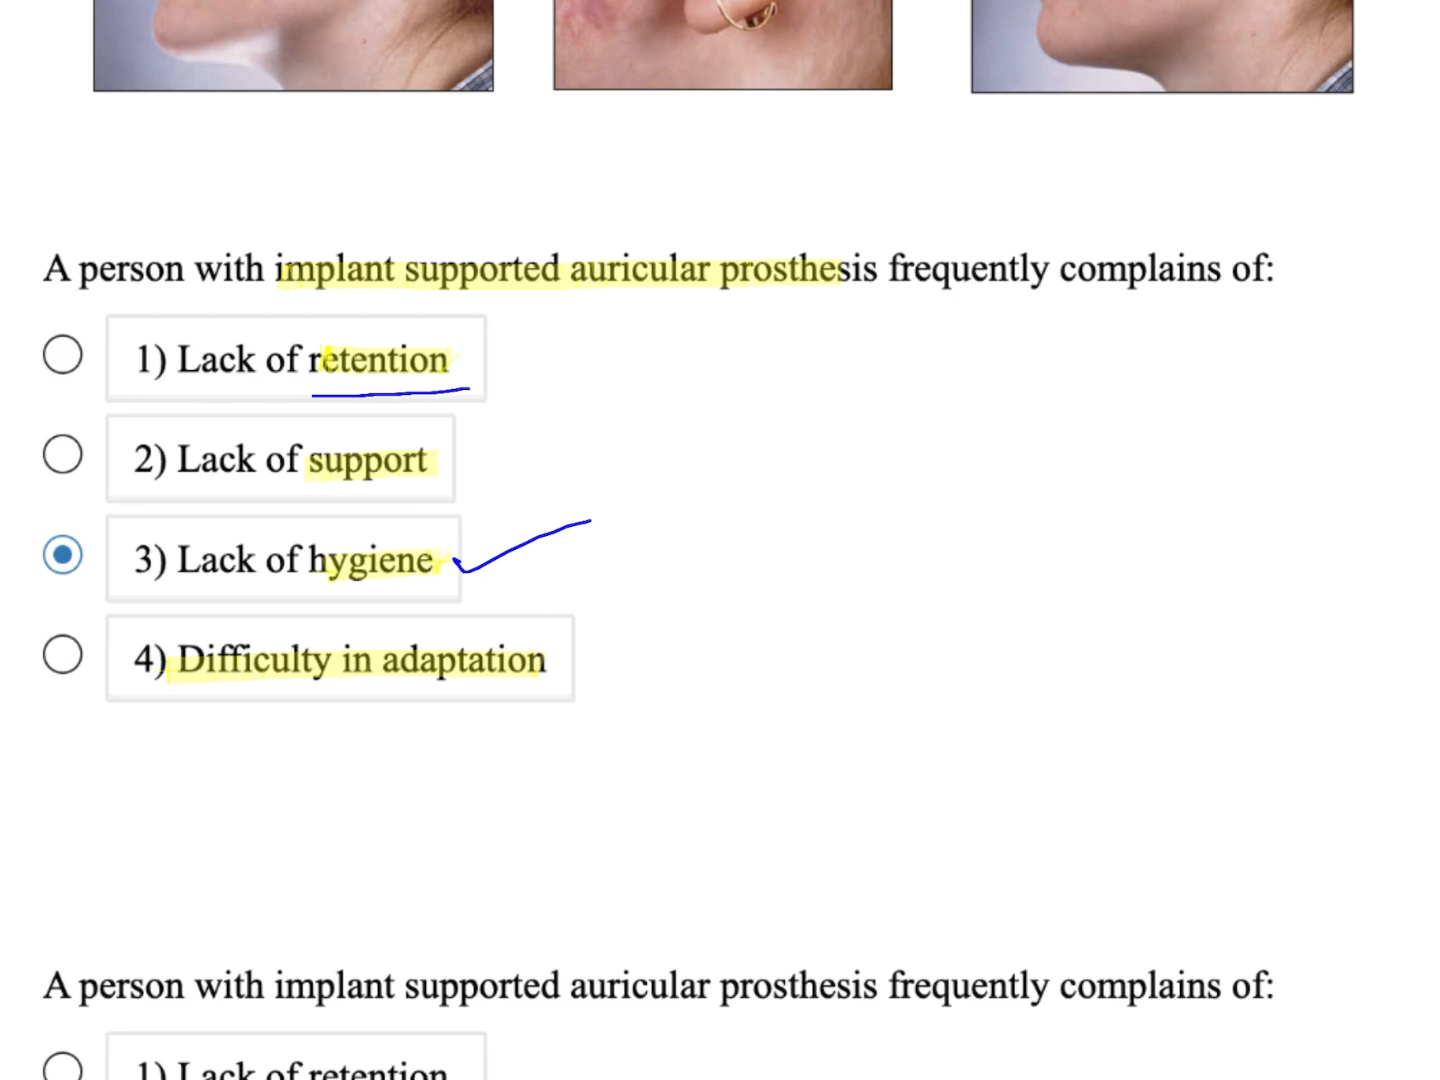 A person with implant supported auricular prosthesis frequently complains of:
1) Lack of retention
2) Lack of support
3) Lack of hygiene
4) Difficulty in adaptation
A person with implant supported auricular prosthesis frequently complains of:
1) Lack of retention